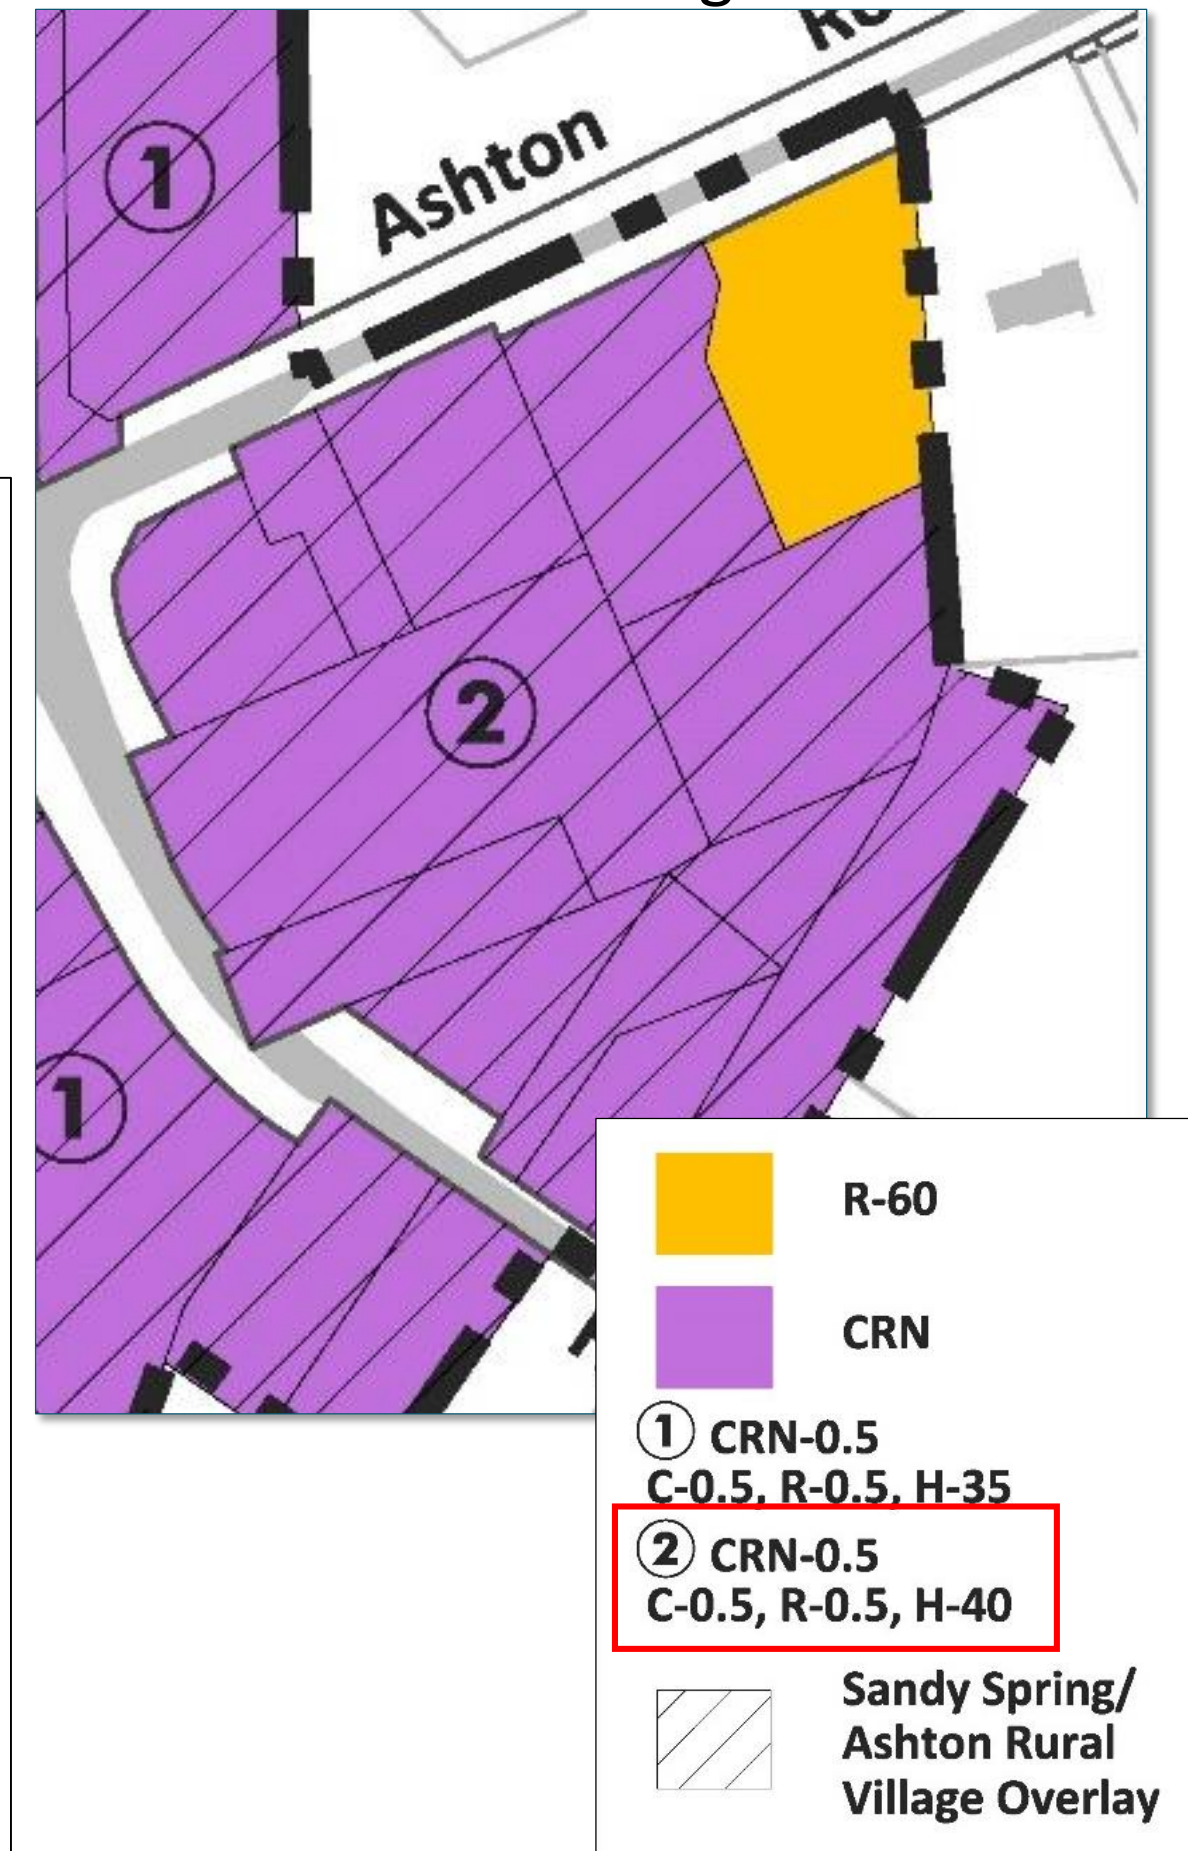 Ashton
1
2
1
R-60
CRN
1 CRN-0.5
C-0.5, R-0.5, H-35
2 CRN-0.5
C-0.5, R-0.5, H-40
Sandy Spring/
Ashton Rural
Village Overlay